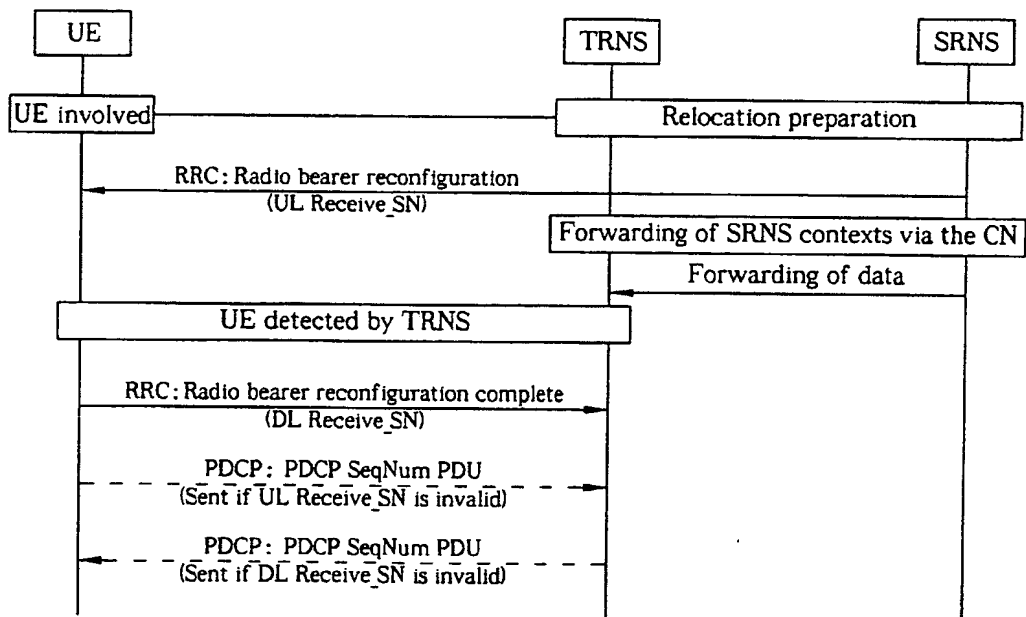 UE
TRNS
SRNS
UE involved
Relocation preparation
RRC: Radio bearer reconfiguration
(UL Receive_SN)
Forwarding of SRNS contexts via the CN
Forwarding of data
UE detected by TRNS
RRC: Radio bearer reconfiguration complete
(DL Receive_SN)
PDCP: PDCP SeqNum PDU
(Sent if UL Receive_SN is invalid)
PDCP: PDCP SeqNum PDU
(Sent if DL Receive_SN is invalid)